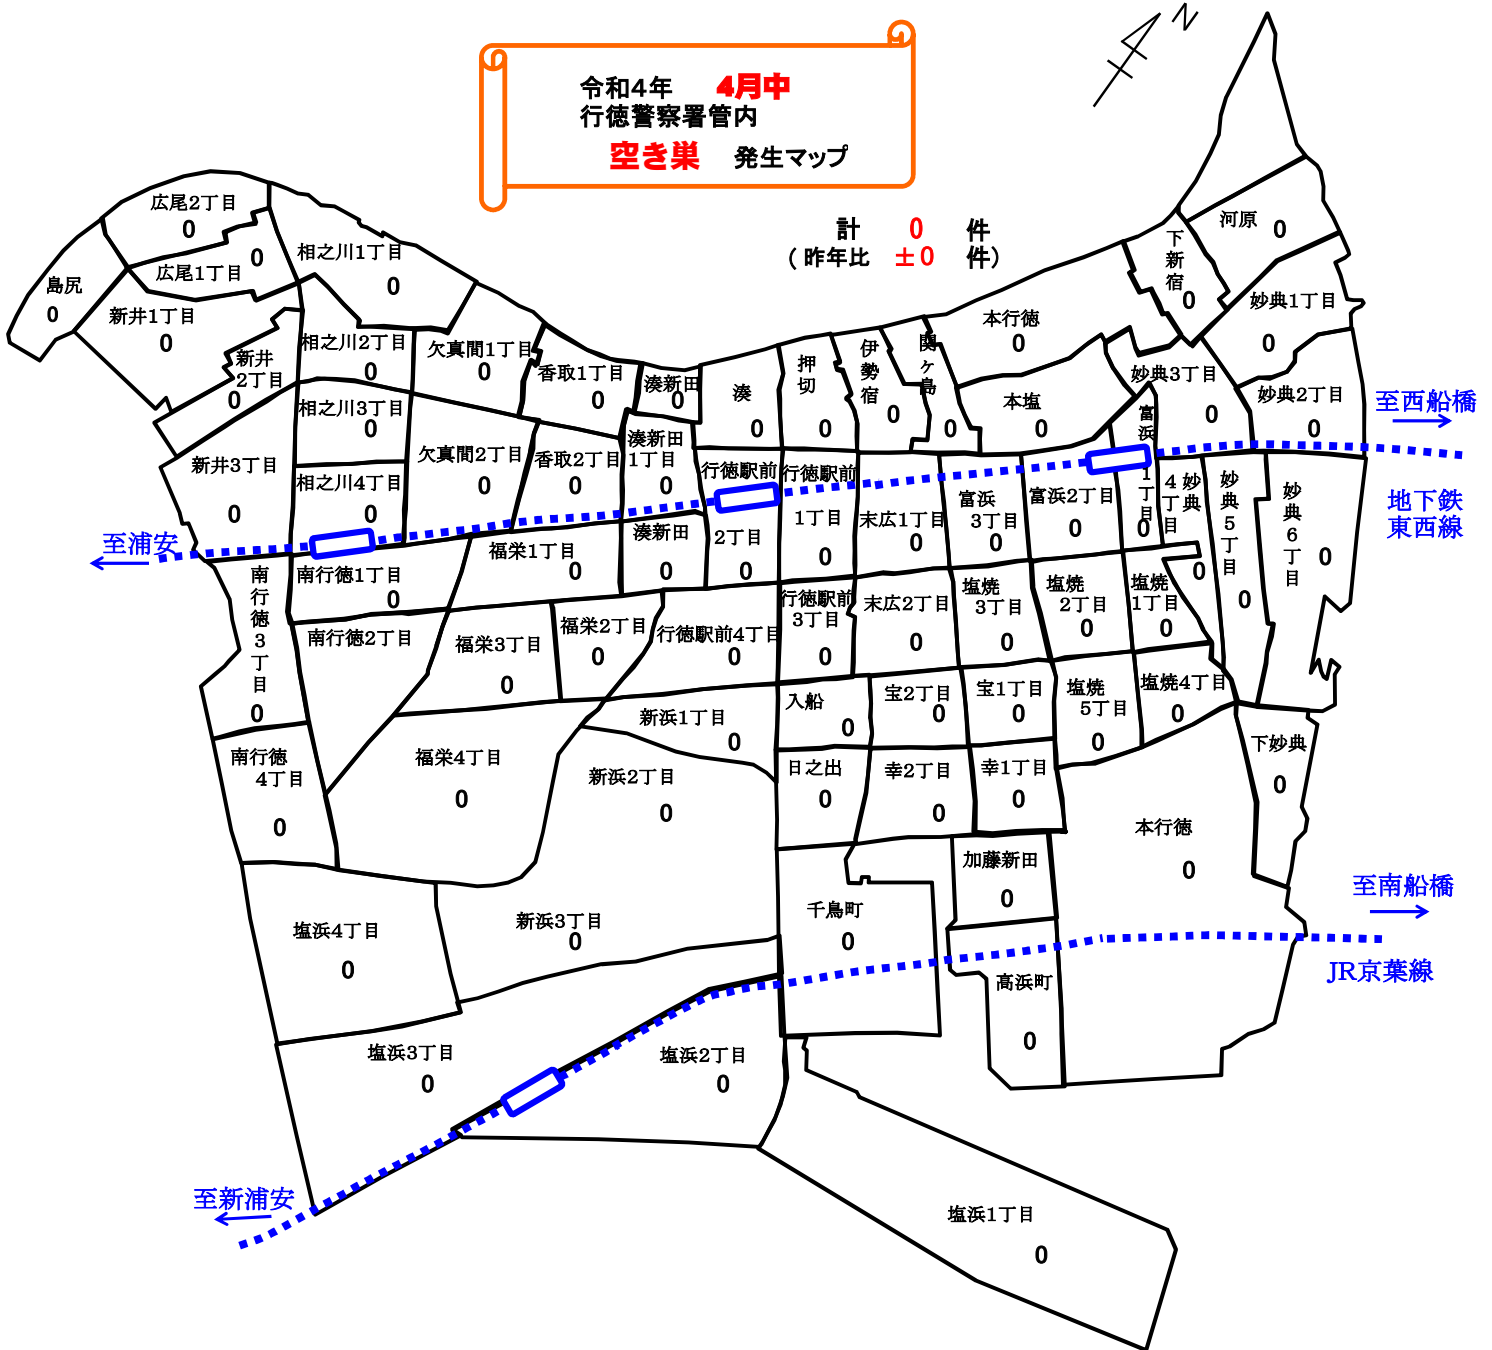 令和4年 4月中
行徳警察署管内
空き巣 発生マップ
計 0 件
(昨年比 ±0 件)
N
広尾2丁目
0
広尾1丁目
0
島尻
0
新井1丁目
0
新井
2丁目
0
新井3丁目
0
相之川1丁目
0
相之川2丁目
0
相之川3丁目
0
相之川4丁目
0
欠真間1丁目
0
欠真間2丁目
0
香取1丁目
0
香取2丁目
0
湊新田
0
湊新田
1丁目
0
湊新田
0
湊
0
押切
0
伊勢宿
0
関ヶ島
0
本行徳
0
本塩
0
下新宿
0
河原
0
妙典1丁目
0
妙典2丁目
0
妙典3丁目
0
富浜
1丁目
0
4丁目
妙典
0
妙典5丁目
0
妙典6丁目
0
至西船橋
地下鉄
東西線
至浦安
行徳駅前
2丁目
0
行徳駅前
1丁目
0
末広1丁目
0
富浜
3丁目
0
富浜2丁目
0
南行徳1丁目
0
福栄1丁目
0
南行徳3丁目
0
南行徳2丁目
福栄3丁目
0
福栄2丁目
0
行徳駅前4丁目
0
行徳駅前
3丁目
0
末広2丁目
0
塩焼
3丁目
0
塩焼
2丁目
0
塩焼
1丁目
0
南行徳
4丁目
0
福栄4丁目
0
新浜1丁目
0
新浜2丁目
0
入船
0
宝2丁目
0
宝1丁目
0
塩焼
5丁目
0
塩焼4丁目
0
日之出
0
幸2丁目
0
幸1丁目
0
下妙典
0
本行徳
0
加藤新田
0
千鳥町
0
高浜町
0
塩浜4丁目
0
新浜3丁目
0
塩浜3丁目
0
塩浜2丁目
0
塩浜1丁目
0
至南船橋
JR京葉線
至新浦安